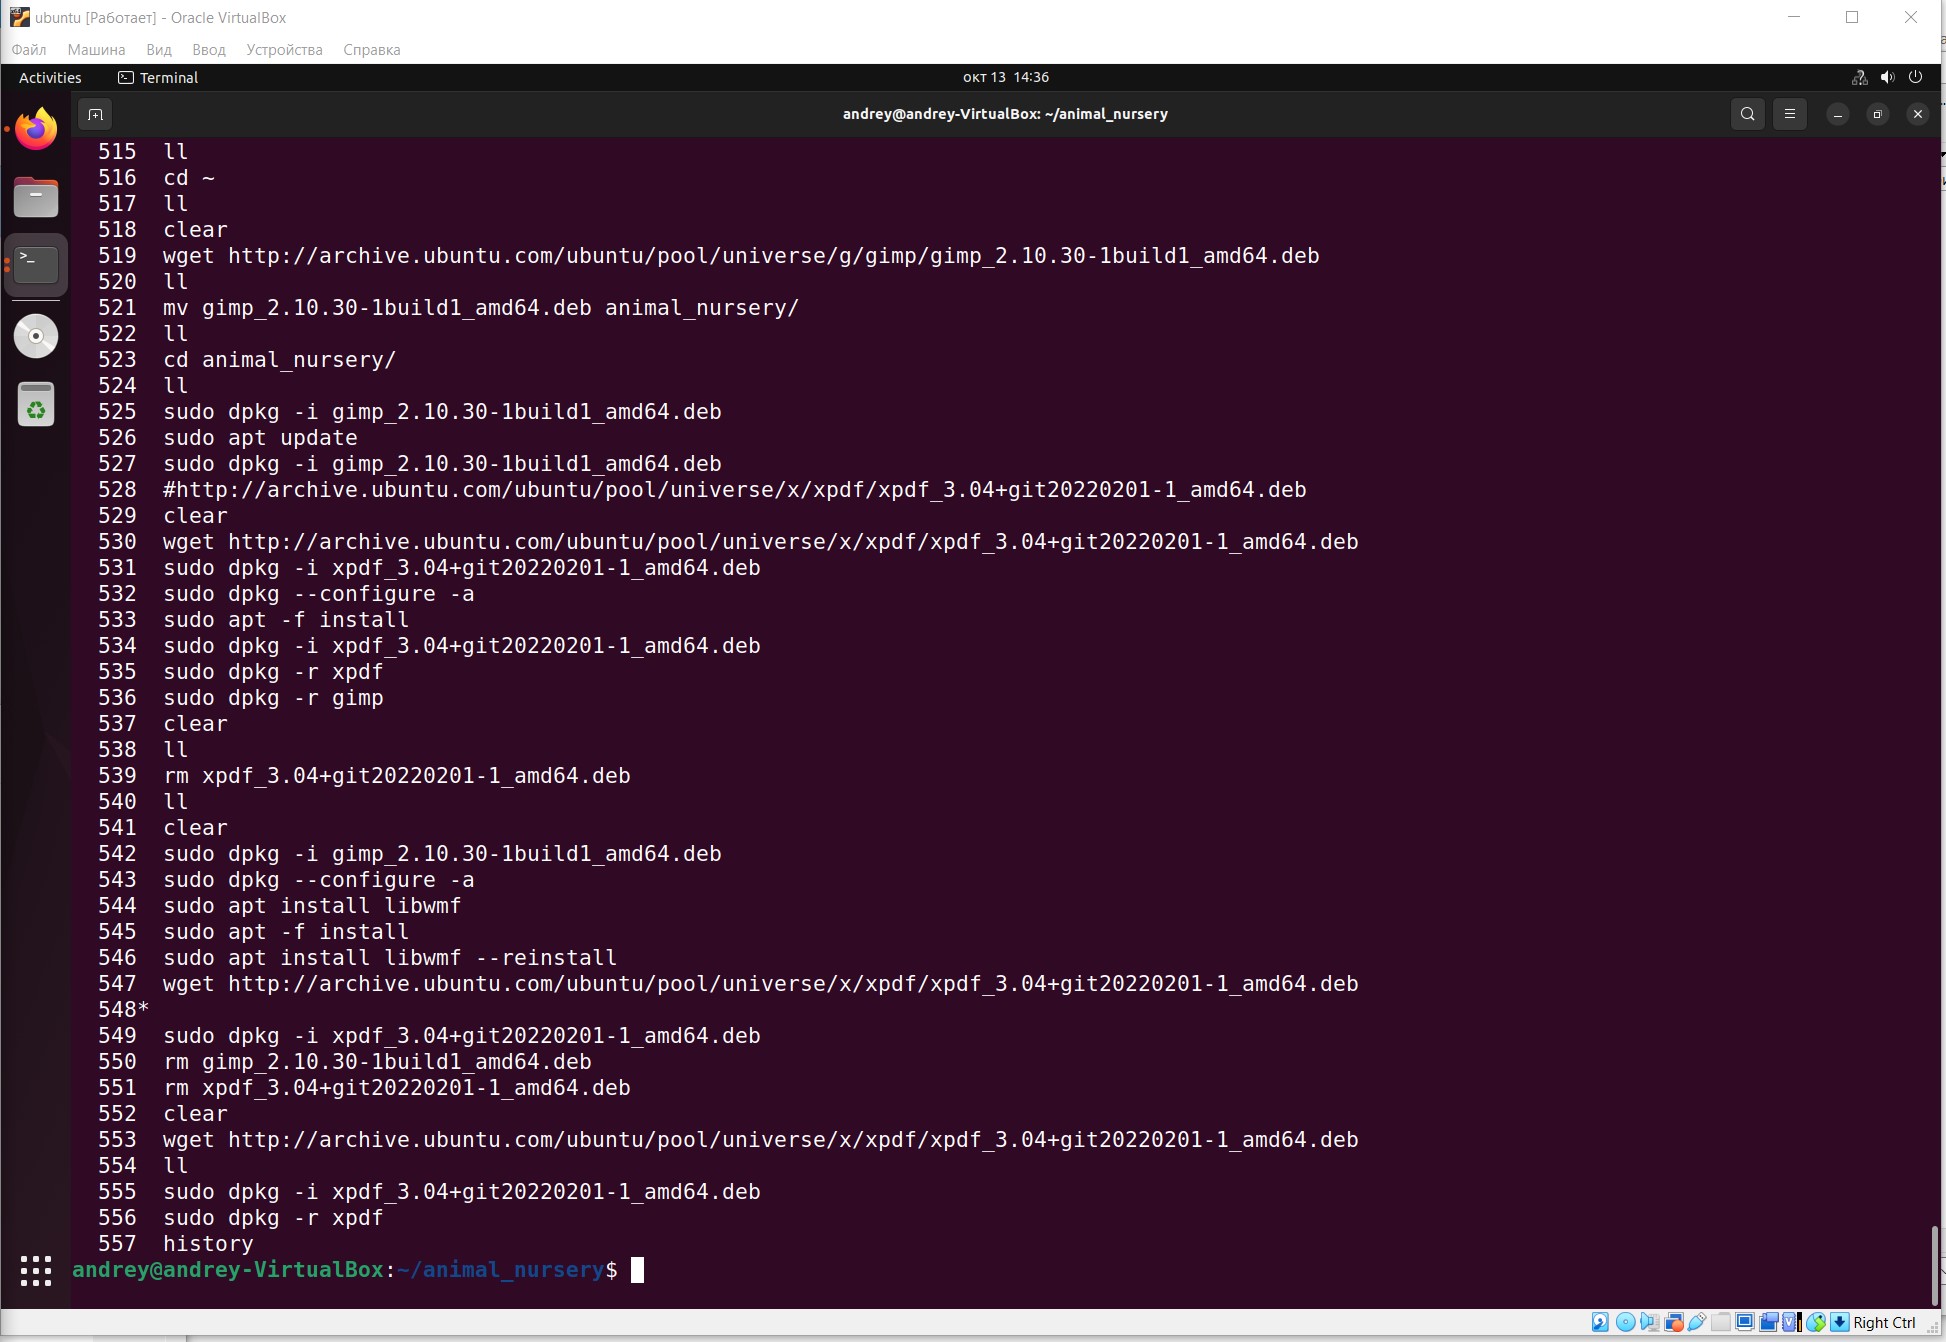 ubuntu [Работает] - Oracle VirtualBox
Файл Машина Вид Ввод Устройства Справка
Activities Terminal окт 13 14:36
andrey@andrey-VirtualBox: ~/animal_nursery
515 ll
516 cd ~
517 ll
518 clear
519 wget http://archive.ubuntu.com/ubuntu/pool/universe/g/gimp/gimp_2.10.30-1build1_amd64.deb
520 ll
521 mv gimp_2.10.30-1build1_amd64.deb animal_nursery/
522 ll
523 cd animal_nursery/
524 ll
525 sudo dpkg -i gimp_2.10.30-1build1_amd64.deb
526 sudo apt update
527 sudo dpkg -i gimp_2.10.30-1build1_amd64.deb
528 #http://archive.ubuntu.com/ubuntu/pool/universe/x/xpdf/xpdf_3.04+git20220201-1_amd64.deb
529 clear
530 wget http://archive.ubuntu.com/ubuntu/pool/universe/x/xpdf/xpdf_3.04+git20220201-1_amd64.deb
531 sudo dpkg -i xpdf_3.04+git20220201-1_amd64.deb
532 sudo dpkg --configure -a
533 sudo apt -f install
534 sudo dpkg -i xpdf_3.04+git20220201-1_amd64.deb
535 sudo dpkg -r xpdf
536 sudo dpkg -r gimp
537 clear
538 ll
539 rm xpdf_3.04+git20220201-1_amd64.deb
540 ll
541 clear
542 sudo dpkg -i gimp_2.10.30-1build1_amd64.deb
543 sudo dpkg --configure -a
544 sudo apt install libwmf
545 sudo apt -f install
546 sudo apt install libwmf --reinstall
547 wget http://archive.ubuntu.com/ubuntu/pool/universe/x/xpdf/xpdf_3.04+git20220201-1_amd64.deb
548*
549 sudo dpkg -i xpdf_3.04+git20220201-1_amd64.deb
550 rm gimp_2.10.30-1build1_amd64.deb
551 rm xpdf_3.04+git20220201-1_amd64.deb
552 clear
553 wget http://archive.ubuntu.com/ubuntu/pool/universe/x/xpdf/xpdf_3.04+git20220201-1_amd64.deb
554 ll
555 sudo dpkg -i xpdf_3.04+git20220201-1_amd64.deb
556 sudo dpkg -r xpdf
557 history
andrey@andrey-VirtualBox:~/animal_nursery$
Right Ctrl